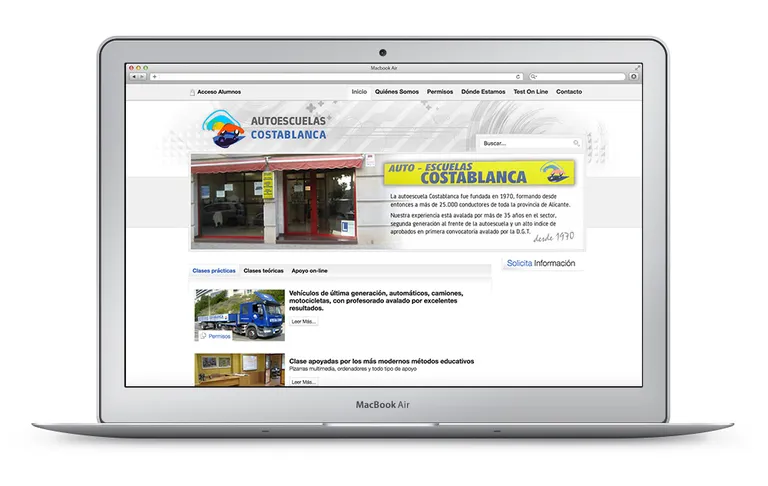 Macbook Air
Acceso Alumnos
Inicio Quiénes Somos Permisos Dónde Estamos Test On Line Contacto
AUTOESCUELAS
COSTABLANCA
Buscar...
AUTO - ESCUELAS
COSTABLANCA
La autoescuela Costablanca fue fundada en 1970, formando desde
entonces a más de 25.000 conductores de toda la provincia de Alicante.
Nuestra experiencia está avalada por más de 35 años en el sector,
segunda generación al frente de la autoescuela y un alto indice de
aprobados en primera convocatoria avalado por la D.G.T.
desde 1970
Solicita Información
Clases prácticas Clases teóricas Apoyo on-line
Vehículos de última generación, automáticos, camiones,
motocicletas, con profesorado avalado por excelentes
resultados.
Leer Más...
Permisos
Clase apoyadas por los más modernos métodos educativos
Pizarras multimedia, ordenadores y todo tipo de apoyo
Leer Más...
MacBook Air